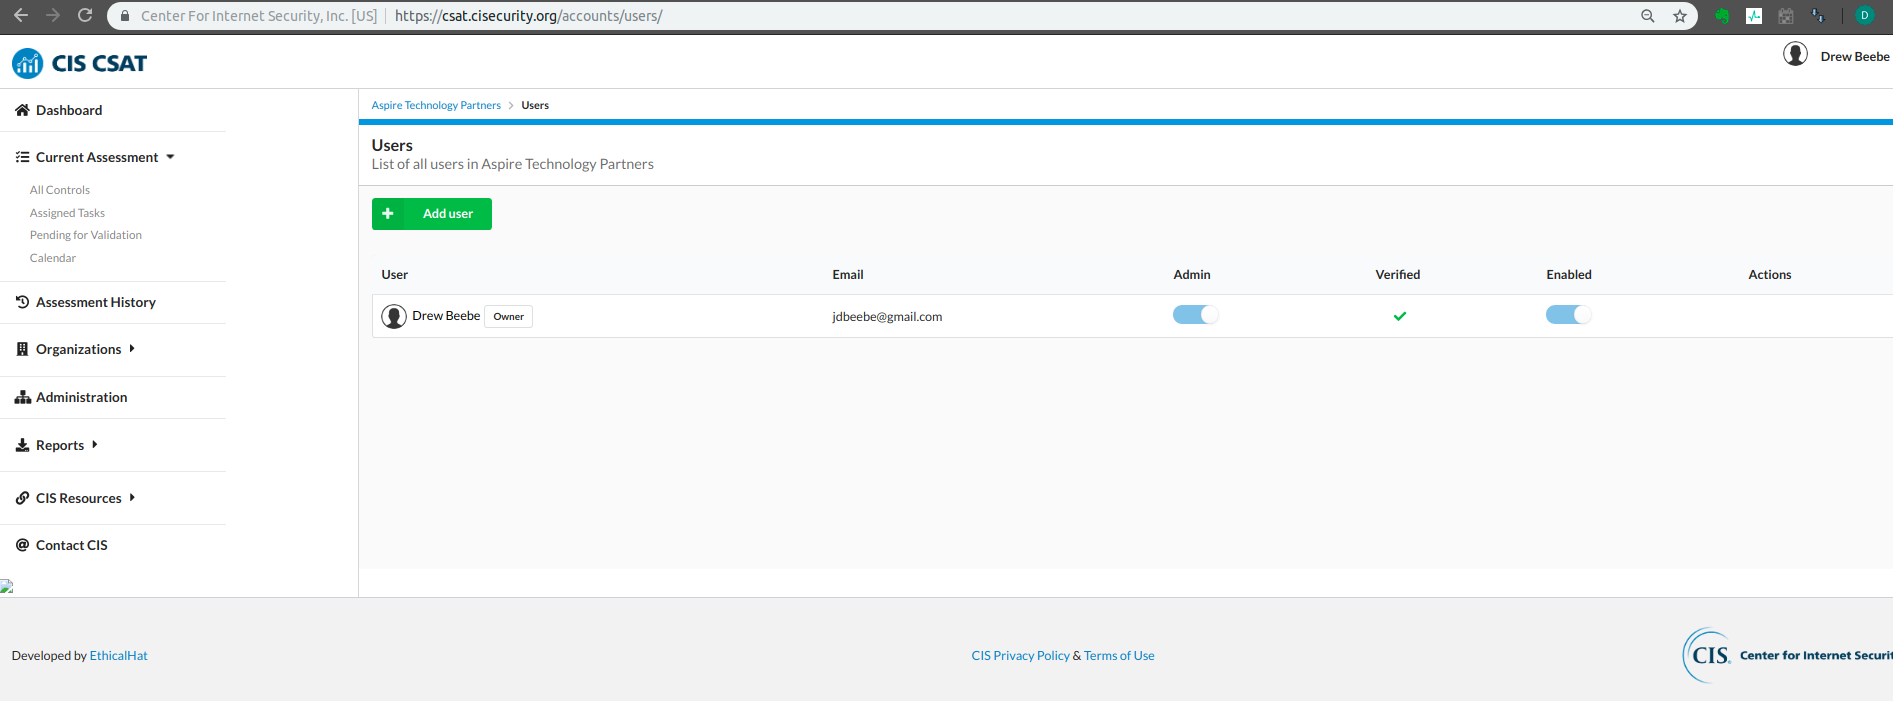 Center For Internet Security, Inc. [US] https://csat.cisecurity.org/accounts/users/
D
CIS CSAT
Drew Beebe
Dashboard
Current Assessment
All Controls
Assigned Tasks
Pending for Validation
Calendar
Assessment History
Organizations
Administration
Reports
CIS Resources
Contact CIS
Aspire Technology Partners > Users
Users
List of all users in Aspire Technology Partners
+ Add user
User Email Admin Verified Enabled Actions
Drew Beebe Owner jdbeebe@gmail.com
Developed by EthicalHat
CIS Privacy Policy & Terms of Use
CIS. Center for Internet Securit